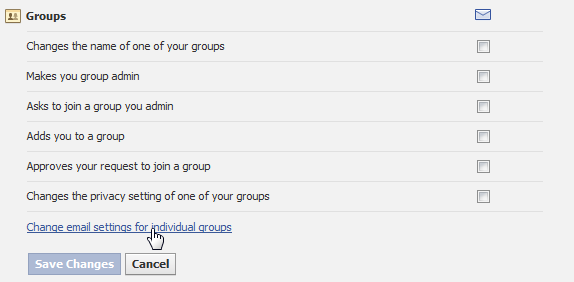 Groups
Changes the name of one of your groups
Makes you group admin
Asks to join a group you admin
Adds you to a group
Approves your request to join a group
Changes the privacy setting of one of your groups
Change email settings for individual groups
Save Changes Cancel